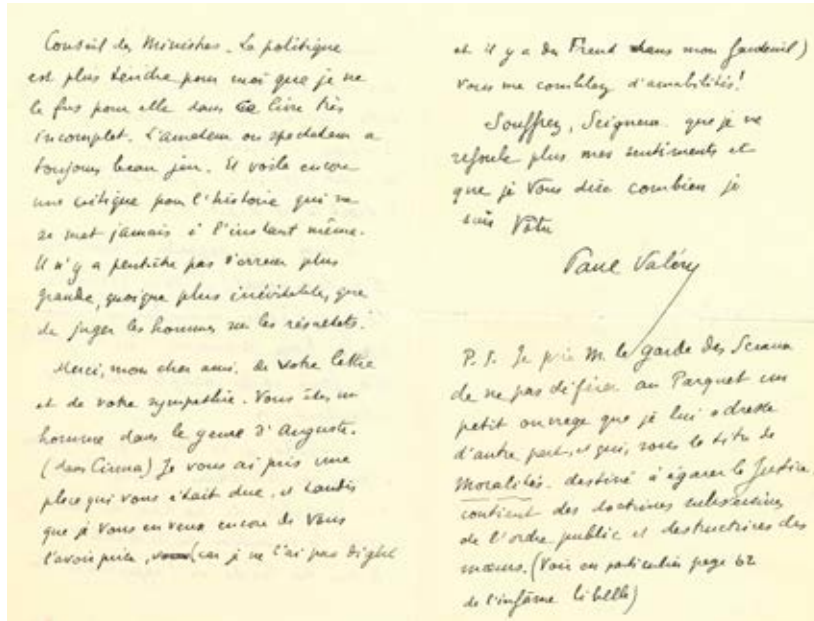 Conseil des Ministres. La politique
est plus tendre pour moi que je ne
le fus pour elle dans ce livre très
incomplet. L'amateur ou spectateur a
toujours beau jeu. Et voilà encore
une critique pour l'histoire qui ne
se met jamais à l'instant même.
Il n'y a peut-être pas d'erreur plus
grande, quoique plus inévitable, que
de juger les hommes sur les résultats.
Merci, mon cher ami, de votre lettre
et de votre sympathie. Vous êtes un
homme dans le genre d'Auguste.
(dans Cinna) Je vous ai pris une
place qui vous était due, et tandis
que je vous en veux encore de vous
l'avoir prise, (car je ne l'ai pas digéré
et il y a du Freud dans mon fauteuil)
vous me comblez d'amabilités!
Souffrez, Seigneur que je ne
refoule plus mes sentiments et
que je vous dise combien je
suis Vôtre
Paul Valéry
P.S. Je prie M. le garde des Sceaux
de ne pas déférer au Parquet un
petit ouvrage que je lui adresse
d'autre part, et qui, sous le titre de
Moralités. destiné à égarer la Justice
contient des doctrines subversives
de l'ordre public et destructrices des
mœurs. (Voir en particulier page 62
de l'infâme libelle)